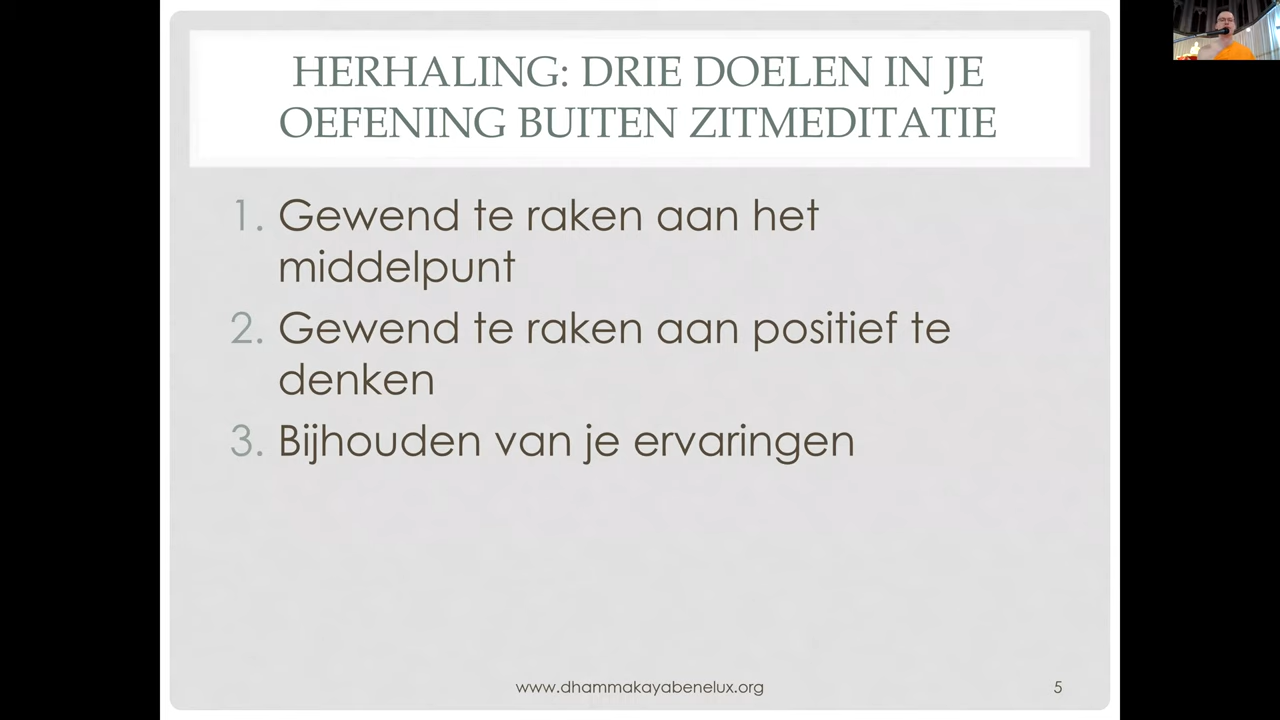 HERHALING: DRIE DOELEN IN JE
OEFENING BUITEN ZITMEDITATIE
1. Gewend te raken aan het
middelpunt
2. Gewend te raken aan positief te
denken
3. Bijhouden van je ervaringen
www.dhammakayabenelux.org 5